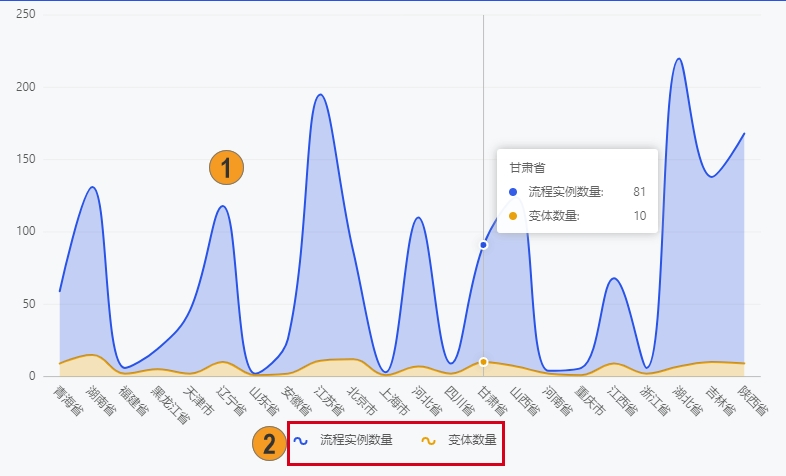 250
200
150
100
50
0
1
甘肃省
流程实例数量: 81
变体数量: 10
青海省 湖南省 福建省 黑龙江省 天津市 辽宁省 山东省 安徽省 江苏省 北京市 上海市 河北省 四川省 甘肃省 山西省 河南省 重庆市 江西省 浙江省 湖北省 吉林省 陕西省
2
流程实例数量 变体数量